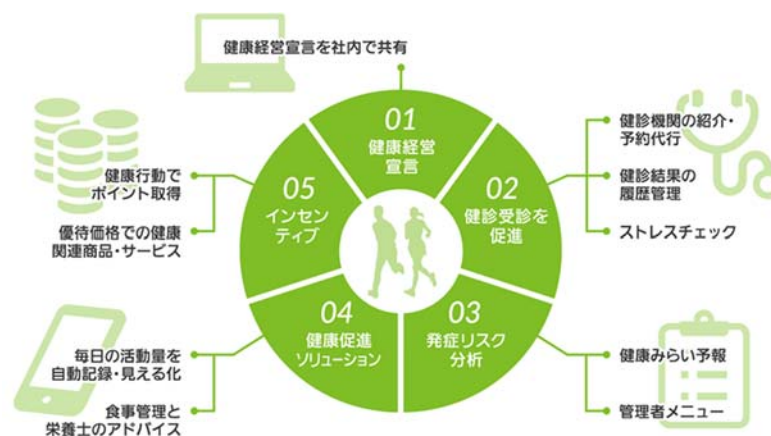 健康経営宣言を社内で共有
01
健康経営
宣言
02
健診受診を
促進
健診機関の紹介・
予約代行
健診結果の
履歴管理
ストレスチェック
03
発症リスク
分析
健康みらい予報
管理者メニュー
04
健康促進
ソリューション
毎日の活動量を
自動記録・見える化
食事管理と
栄養士のアドバイス
05
インセン
ティブ
健康行動で
ポイント取得
優待価格での健康
関連商品・サービス